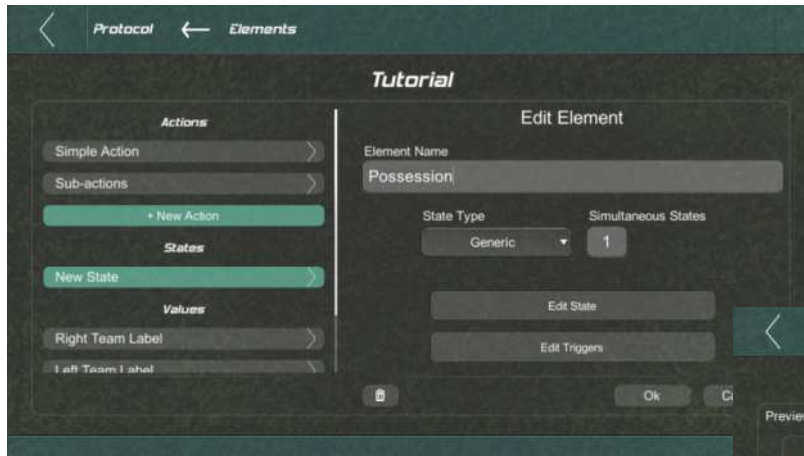 Protocol
Elements
Tutorial
Actions
Simple Action
Sub-actions
+ New Action
States
New State
Values
Right Team Label
Left Team Label
Edit Element
Element Name
Possession
State Type
Simultaneous States
Generic
1
Edit State
Edit Triggers
Ok